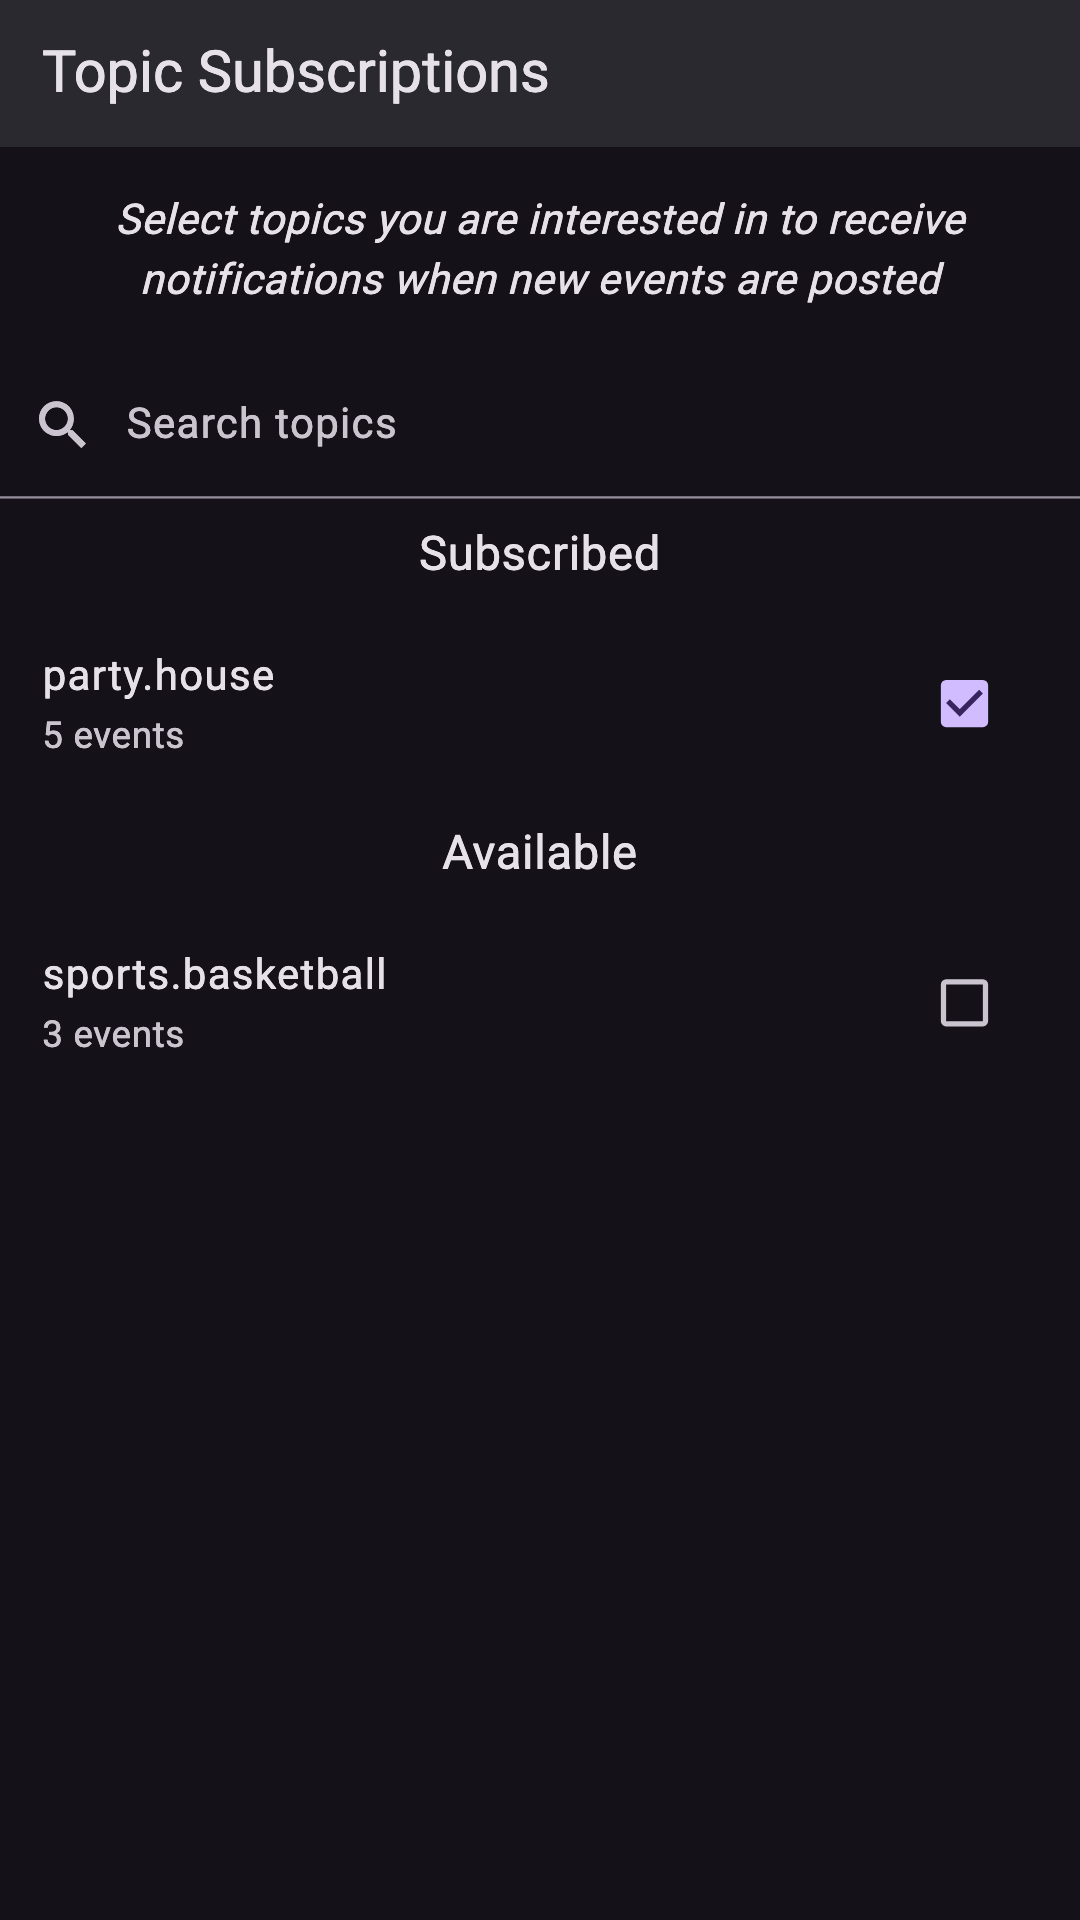 Topic Subscriptions
Select topics you are interested in to receive
notifications when new events are posted
Search topics
Subscribed
party.house
5 events
Available
sports.basketball
3 events